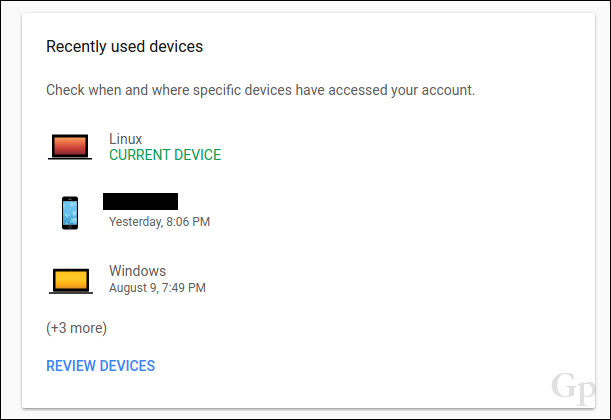 Recently used devices
Check when and where specific devices have accessed your account.
Linux
CURRENT DEVICE
Yesterday, 8:06 PM
Windows
August 9, 7:49 PM
(+3 more)
REVIEW DEVICES
Gp